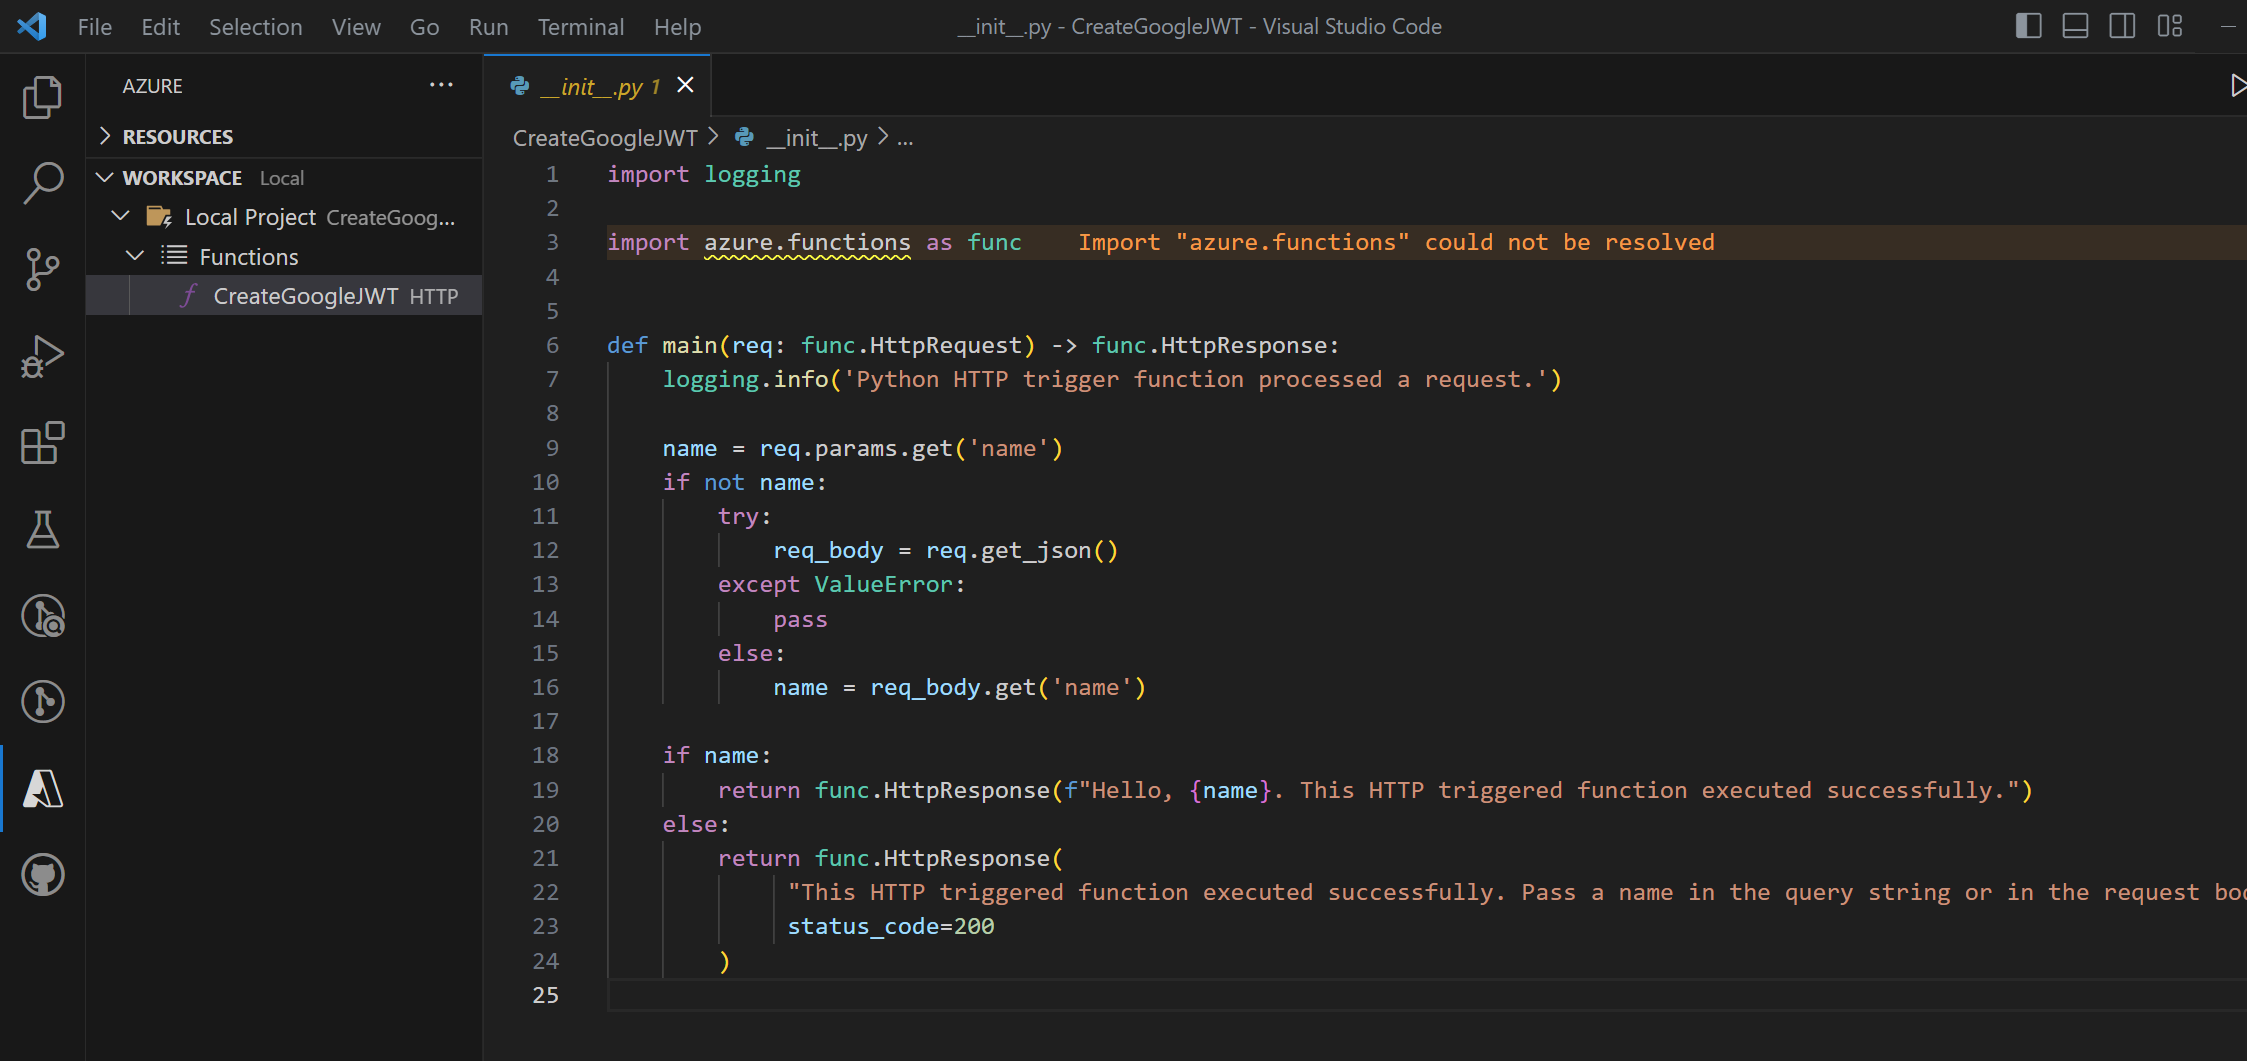 File Edit Selection View Go Run Terminal Help
__init__.py - CreateGoogleJWT - Visual Studio Code
AZURE ...
RESOURCES
WORKSPACE Local
Local Project CreateGoog...
Functions
f CreateGoogleJWT HTTP
__init__.py 1
CreateGoogleJWT > __init__.py > ...
1 import logging
2
3 import azure.functions as func Import "azure.functions" could not be resolved
4
5
6 def main(req: func.HttpRequest) -> func.HttpResponse:
7 logging.info('Python HTTP trigger function processed a request.')
8
9 name = req.params.get('name')
10 if not name:
11 try:
12 req_body = req.get_json()
13 except ValueError:
14 pass
15 else:
16 name = req_body.get('name')
17
18 if name:
19 return func.HttpResponse(f"Hello, {name}. This HTTP triggered function executed successfully.")
20 else:
21 return func.HttpResponse(
22 "This HTTP triggered function executed successfully. Pass a name in the query string or in the request
23 status_code=200
24 )
25